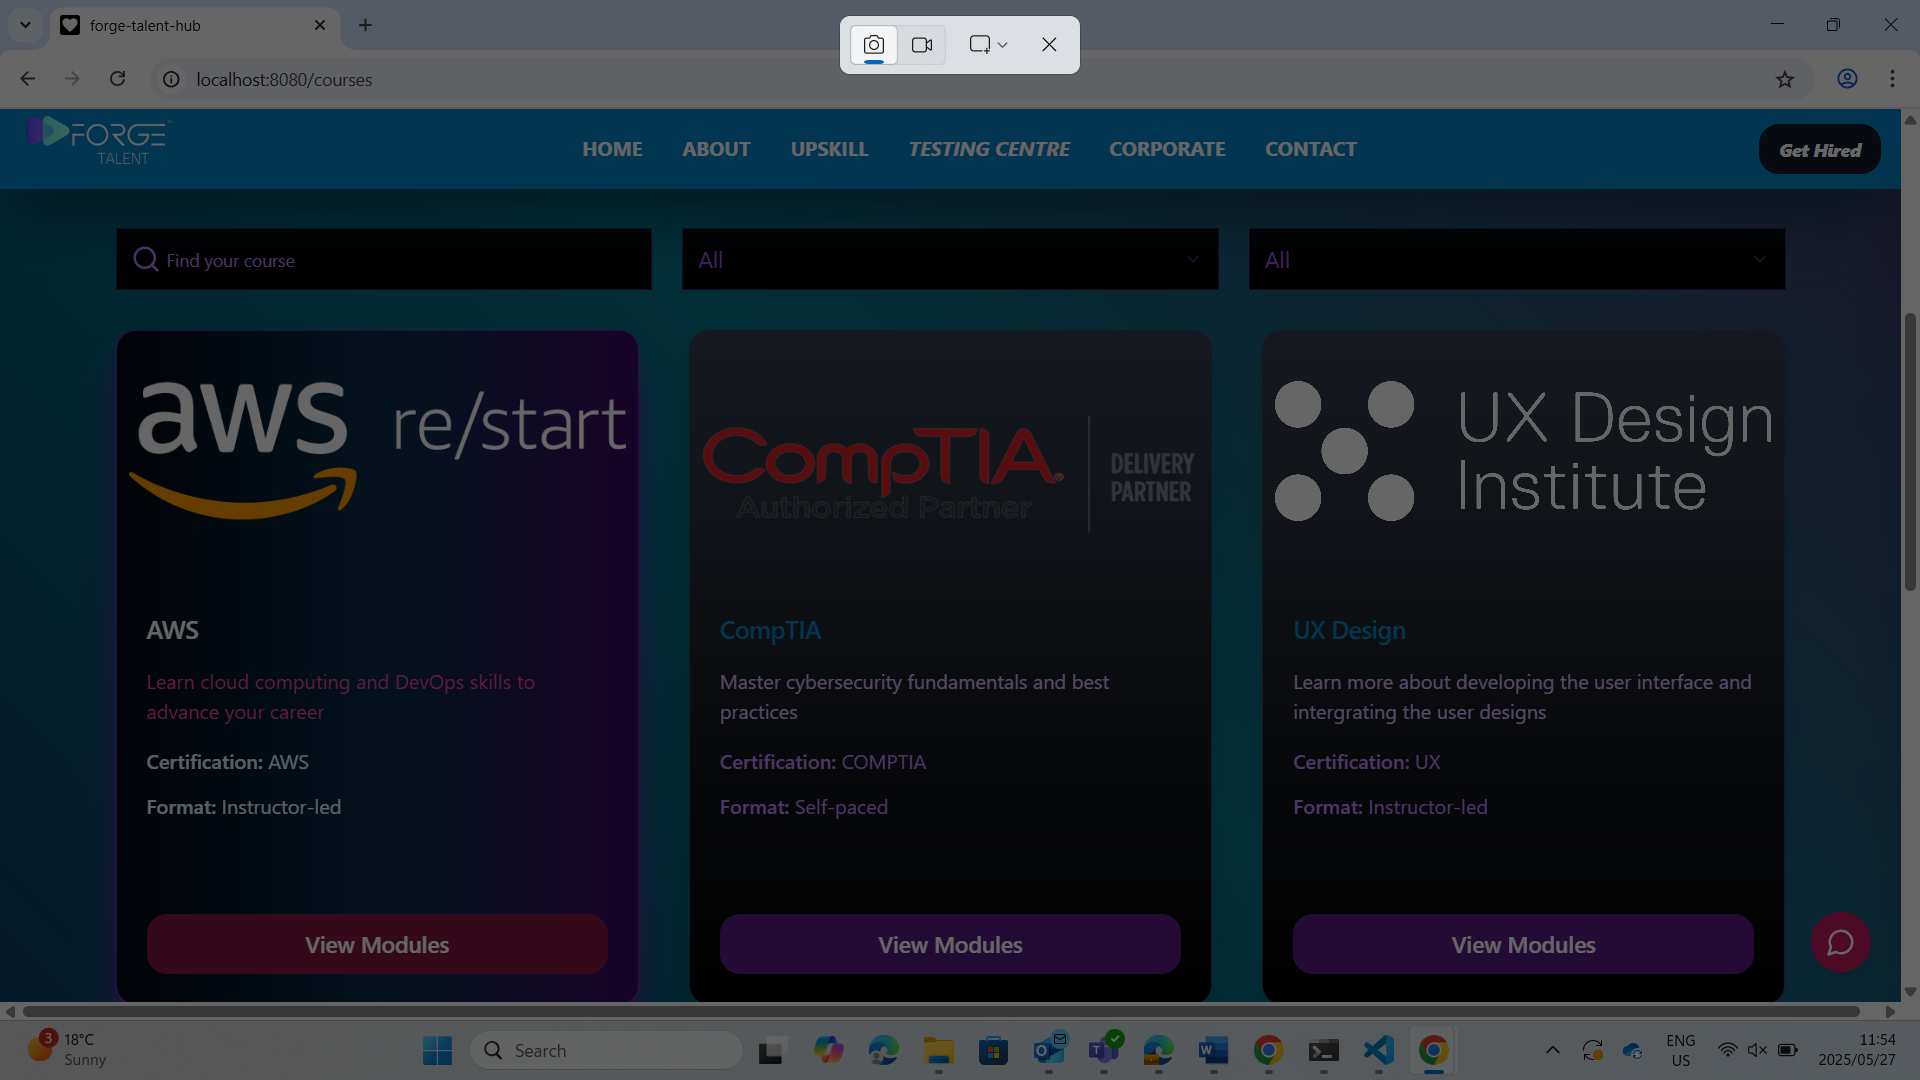 forge-talent-hub
localhost:8080/courses
FORGE
TALENT
HOME
ABOUT
UPSKILL
TESTING CENTRE
CORPORATE
CONTACT
Get Hired
Find your course
All
All
aws re/start
AWS
Learn cloud computing and DevOps skills to
advance your career
Certification: AWS
Format: Instructor-led
View Modules
CompTIA.
Authorized Partner
DELIVERY
PARTNER
CompTIA
Master cybersecurity fundamentals and best
practices
Certification: COMPTIA
Format: Self-paced
View Modules
UX Design
Institute
UX Design
Learn more about developing the user interface and
intergrating the user designs
Certification: UX
Format: Instructor-led
View Modules
3
18°C
Sunny
Search
ENG
US
11:54
2025/05/27